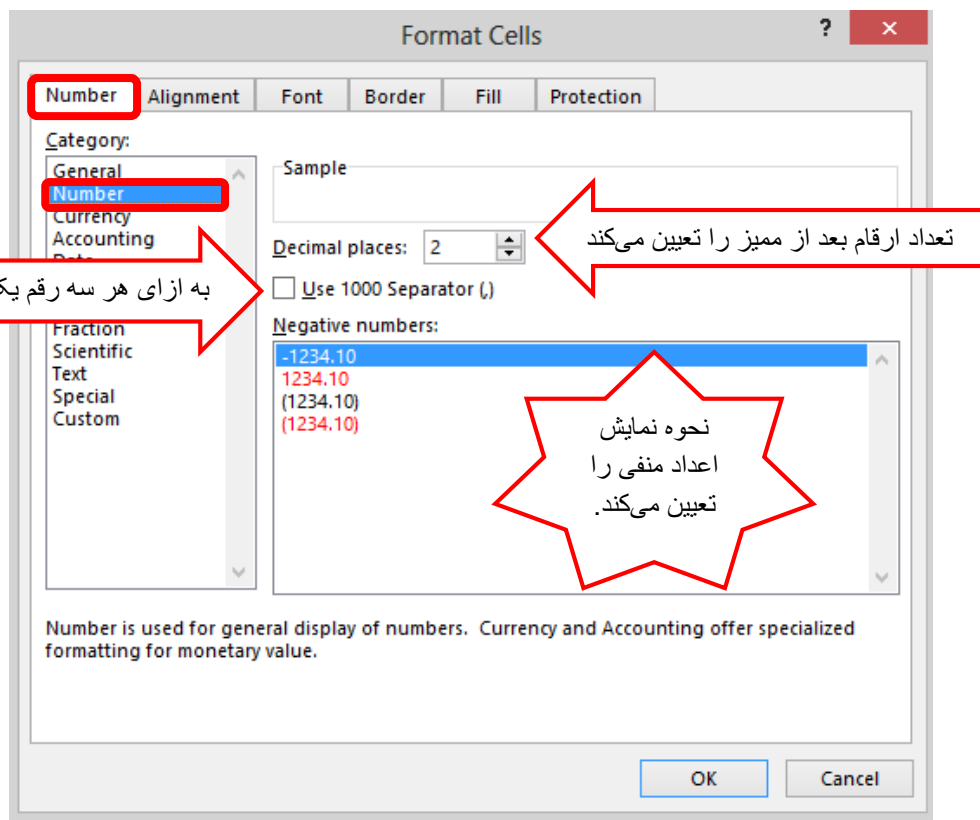 Format Cells
?
×
Number Alignment Font Border Fill Protection
Category:
General
Number
Currency
Accounting
Fraction
Scientific
Text
Special
Custom
Sample
Decimal places: 2
تعداد ارقام بعد از ممیز را تعیین می‌کند
به ازای هر سه رقم
Use 1000 Separator (,)
Negative numbers:
-1234.10
1234.10
(1234.10)
(1234.10)
نحوه نمایش
اعداد منفی را
تعیین می‌کند.
Number is used for general display of numbers. Currency and Accounting offer specialized
formatting for monetary value.
OK Cancel